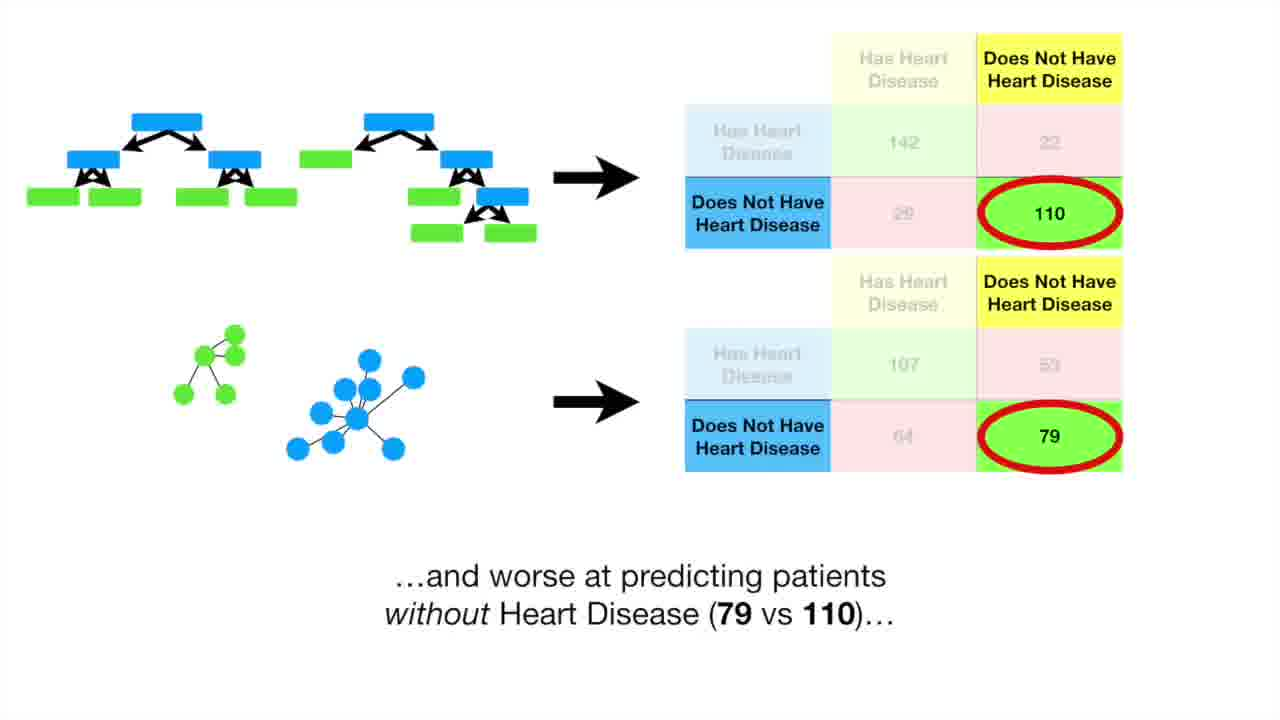 Has Heart
Disease
Does Not Have
Heart Disease
Has Heart
Disease
142
22
Does Not Have
Heart Disease
29
110
Has Heart
Disease
Does Not Have
Heart Disease
Has Heart
Disease
107
53
Does Not Have
Heart Disease
64
79
…and worse at predicting patients
without Heart Disease (79 vs 110)…